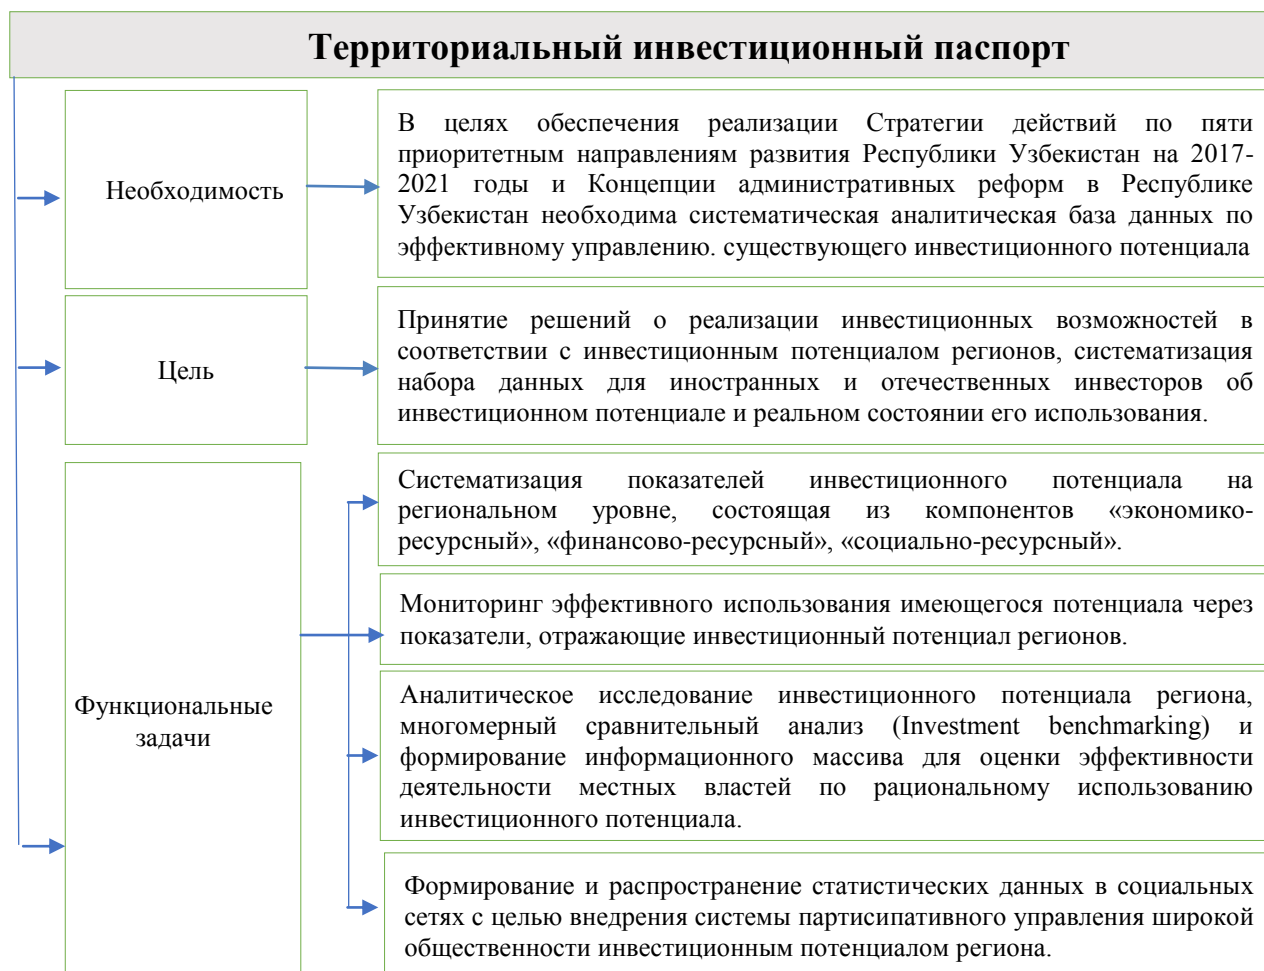 Территориальный инвестиционный паспорт
Необходимость
В целях обеспечения реализации Стратегии действий по пяти
приоритетным направлениям развития Республики Узбекистан на 2017-
2021 годы и Концепции административных реформ в Республике
Узбекистан необходима систематическая аналитическая база данных по
эффективному управлению. существующего инвестиционного потенциала
Цель
Принятие решений о реализации инвестиционных возможностей в
соответствии с инвестиционным потенциалом регионов, систематизация
набора данных для иностранных и отечественных инвесторов об
инвестиционном потенциале и реальном состоянии его использования.
Функциональные
задачи
Систематизация показателей инвестиционного потенциала на
региональном уровне, состоящая из компонентов «экономико-
ресурсный», «финансово-ресурсный», «социально-ресурсный».
Мониторинг эффективного использования имеющегося потенциала через
показатели, отражающие инвестиционный потенциал регионов.
Аналитическое исследование инвестиционного потенциала региона,
многомерный сравнительный анализ (Investment benchmarking) и
формирование информационного массива для оценки эффективности
деятельности местных властей по рациональному использованию
инвестиционного потенциала.
Формирование и распространение статистических данных в социальных
сетях с целью внедрения системы партисипативного управления широкой
общественности инвестиционным потенциалом региона.